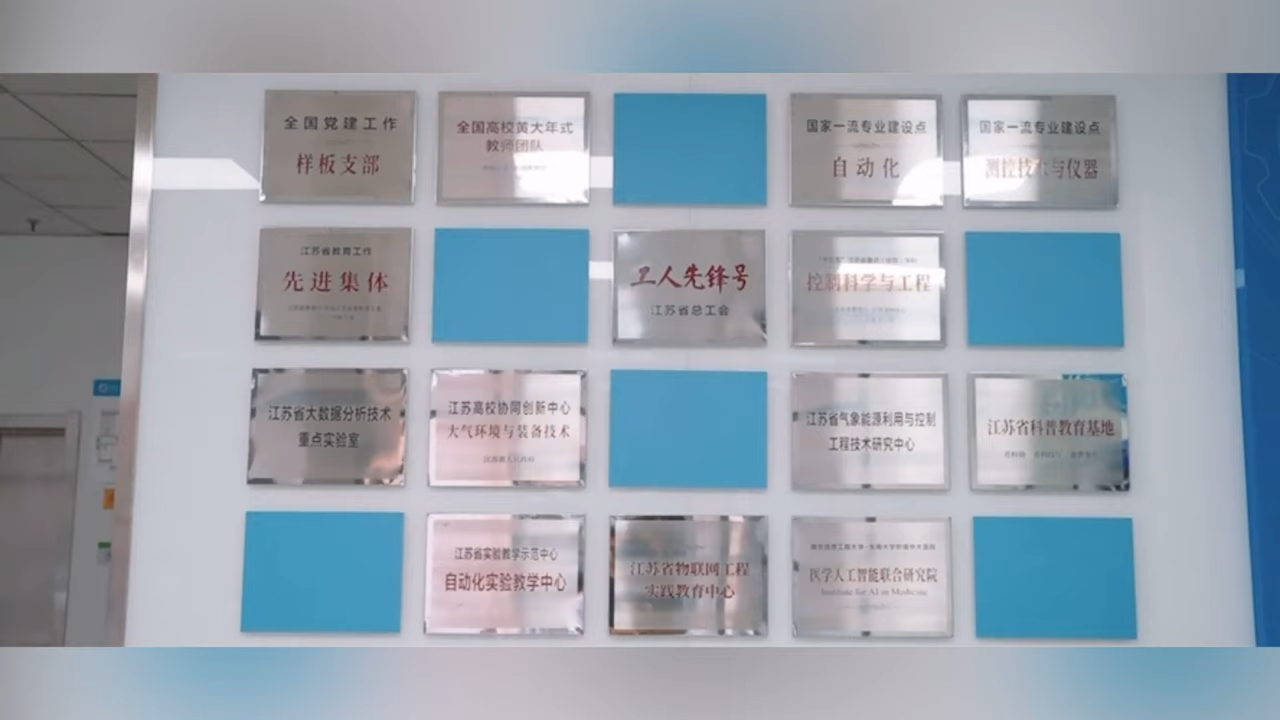 全国党建工作
样板支部
全国高校黄大年式
教师团队
国家一流专业建设点
自动化
国家一流专业建设点
测控技术与仪器
江苏省教育工作
先进集体
工人先锋号
江苏省总工会
控制科学与工程
江苏省大数据分析技术
重点实验室
江苏高校协同创新中心
大气环境与装备技术
江苏省人民政府
江苏省气象能源利用与控制
工程技术研究中心
江苏省科普教育基地
江苏省实验教学示范中心
自动化实验教学中心
江苏省物联网工程
实践教育中心
医学人工智能联合研究院
Institute for AI in Medicine